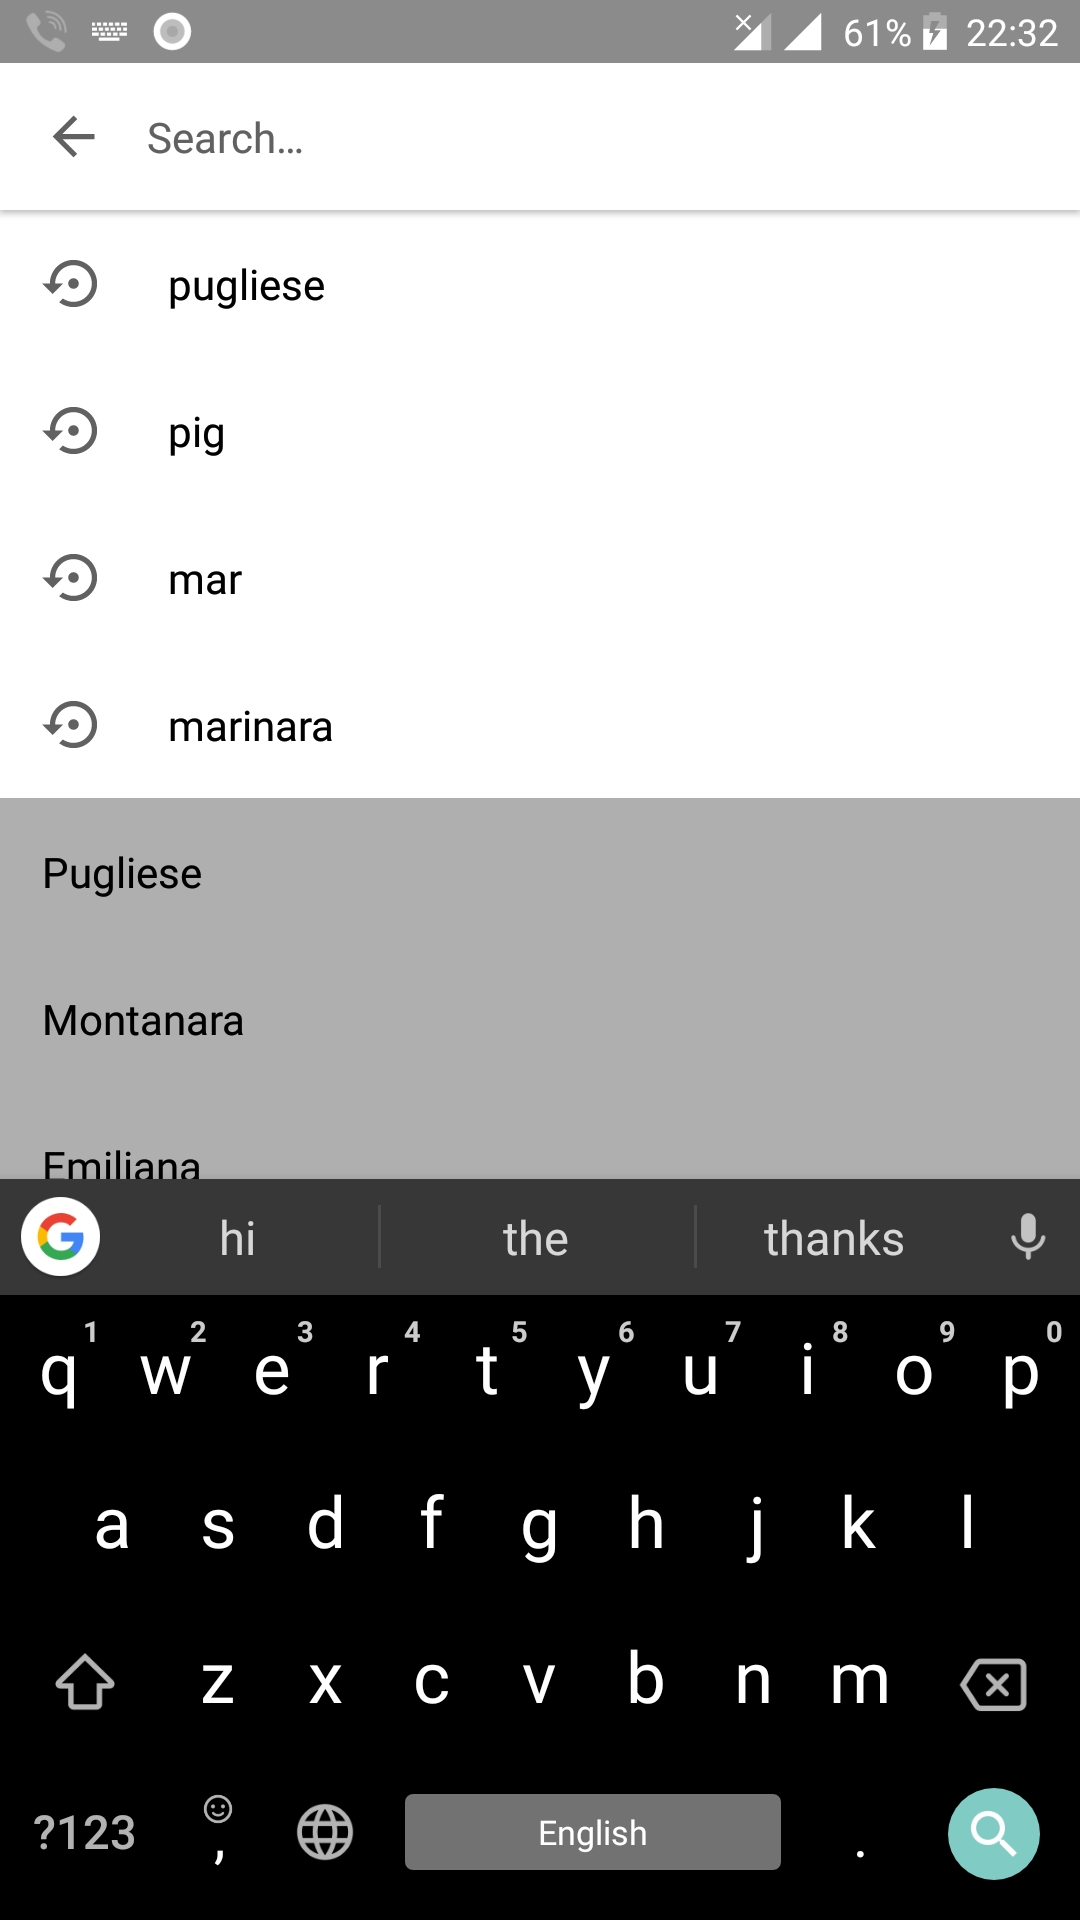 61% 22:32
Search...
pugliese
pig
mar
marinara
Pugliese
Montanara
Emiliana
hi the thanks
1 2 3 4 5 6 7 8 9 0
q w e r t y u i o p
a s d f g h j k l
z x c v b n m
?123 , English .